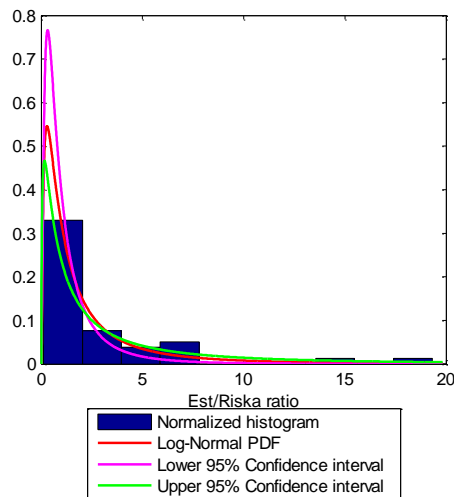 0.8
0.7
0.6
0.5
0.4
0.3
0.2
0.1
0
0 5 10 15 20
Est/Riska ratio
Normalized histogram
Log-Normal PDF
Lower 95% Confidence interval
Upper 95% Confidence interval